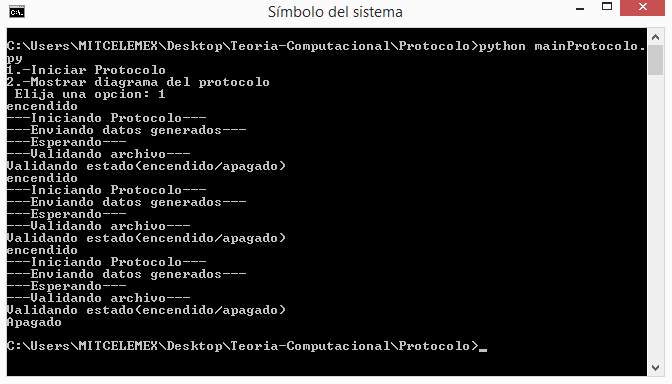 Símbolo del sistema
C:\Users\MITCELEMEX\Desktop\Teoria-Computacional\Protocolo>python mainProtocolo.
py
1.-Iniciar Protocolo
2.-Mostrar diagrama del protocolo
 Elija una opcion: 1
encendido
---Iniciando Protocolo---
---Enviando datos generados---
---Esperando---
---Validando archivo---
Validando estado(encendido/apagado)
encendido
---Iniciando Protocolo---
---Enviando datos generados---
---Esperando---
---Validando archivo---
Validando estado(encendido/apagado)
encendido
---Iniciando Protocolo---
---Enviando datos generados---
---Esperando---
---Validando archivo---
Validando estado(encendido/apagado)
Apagado
C:\Users\MITCELEMEX\Desktop\Teoria-Computacional\Protocolo>_